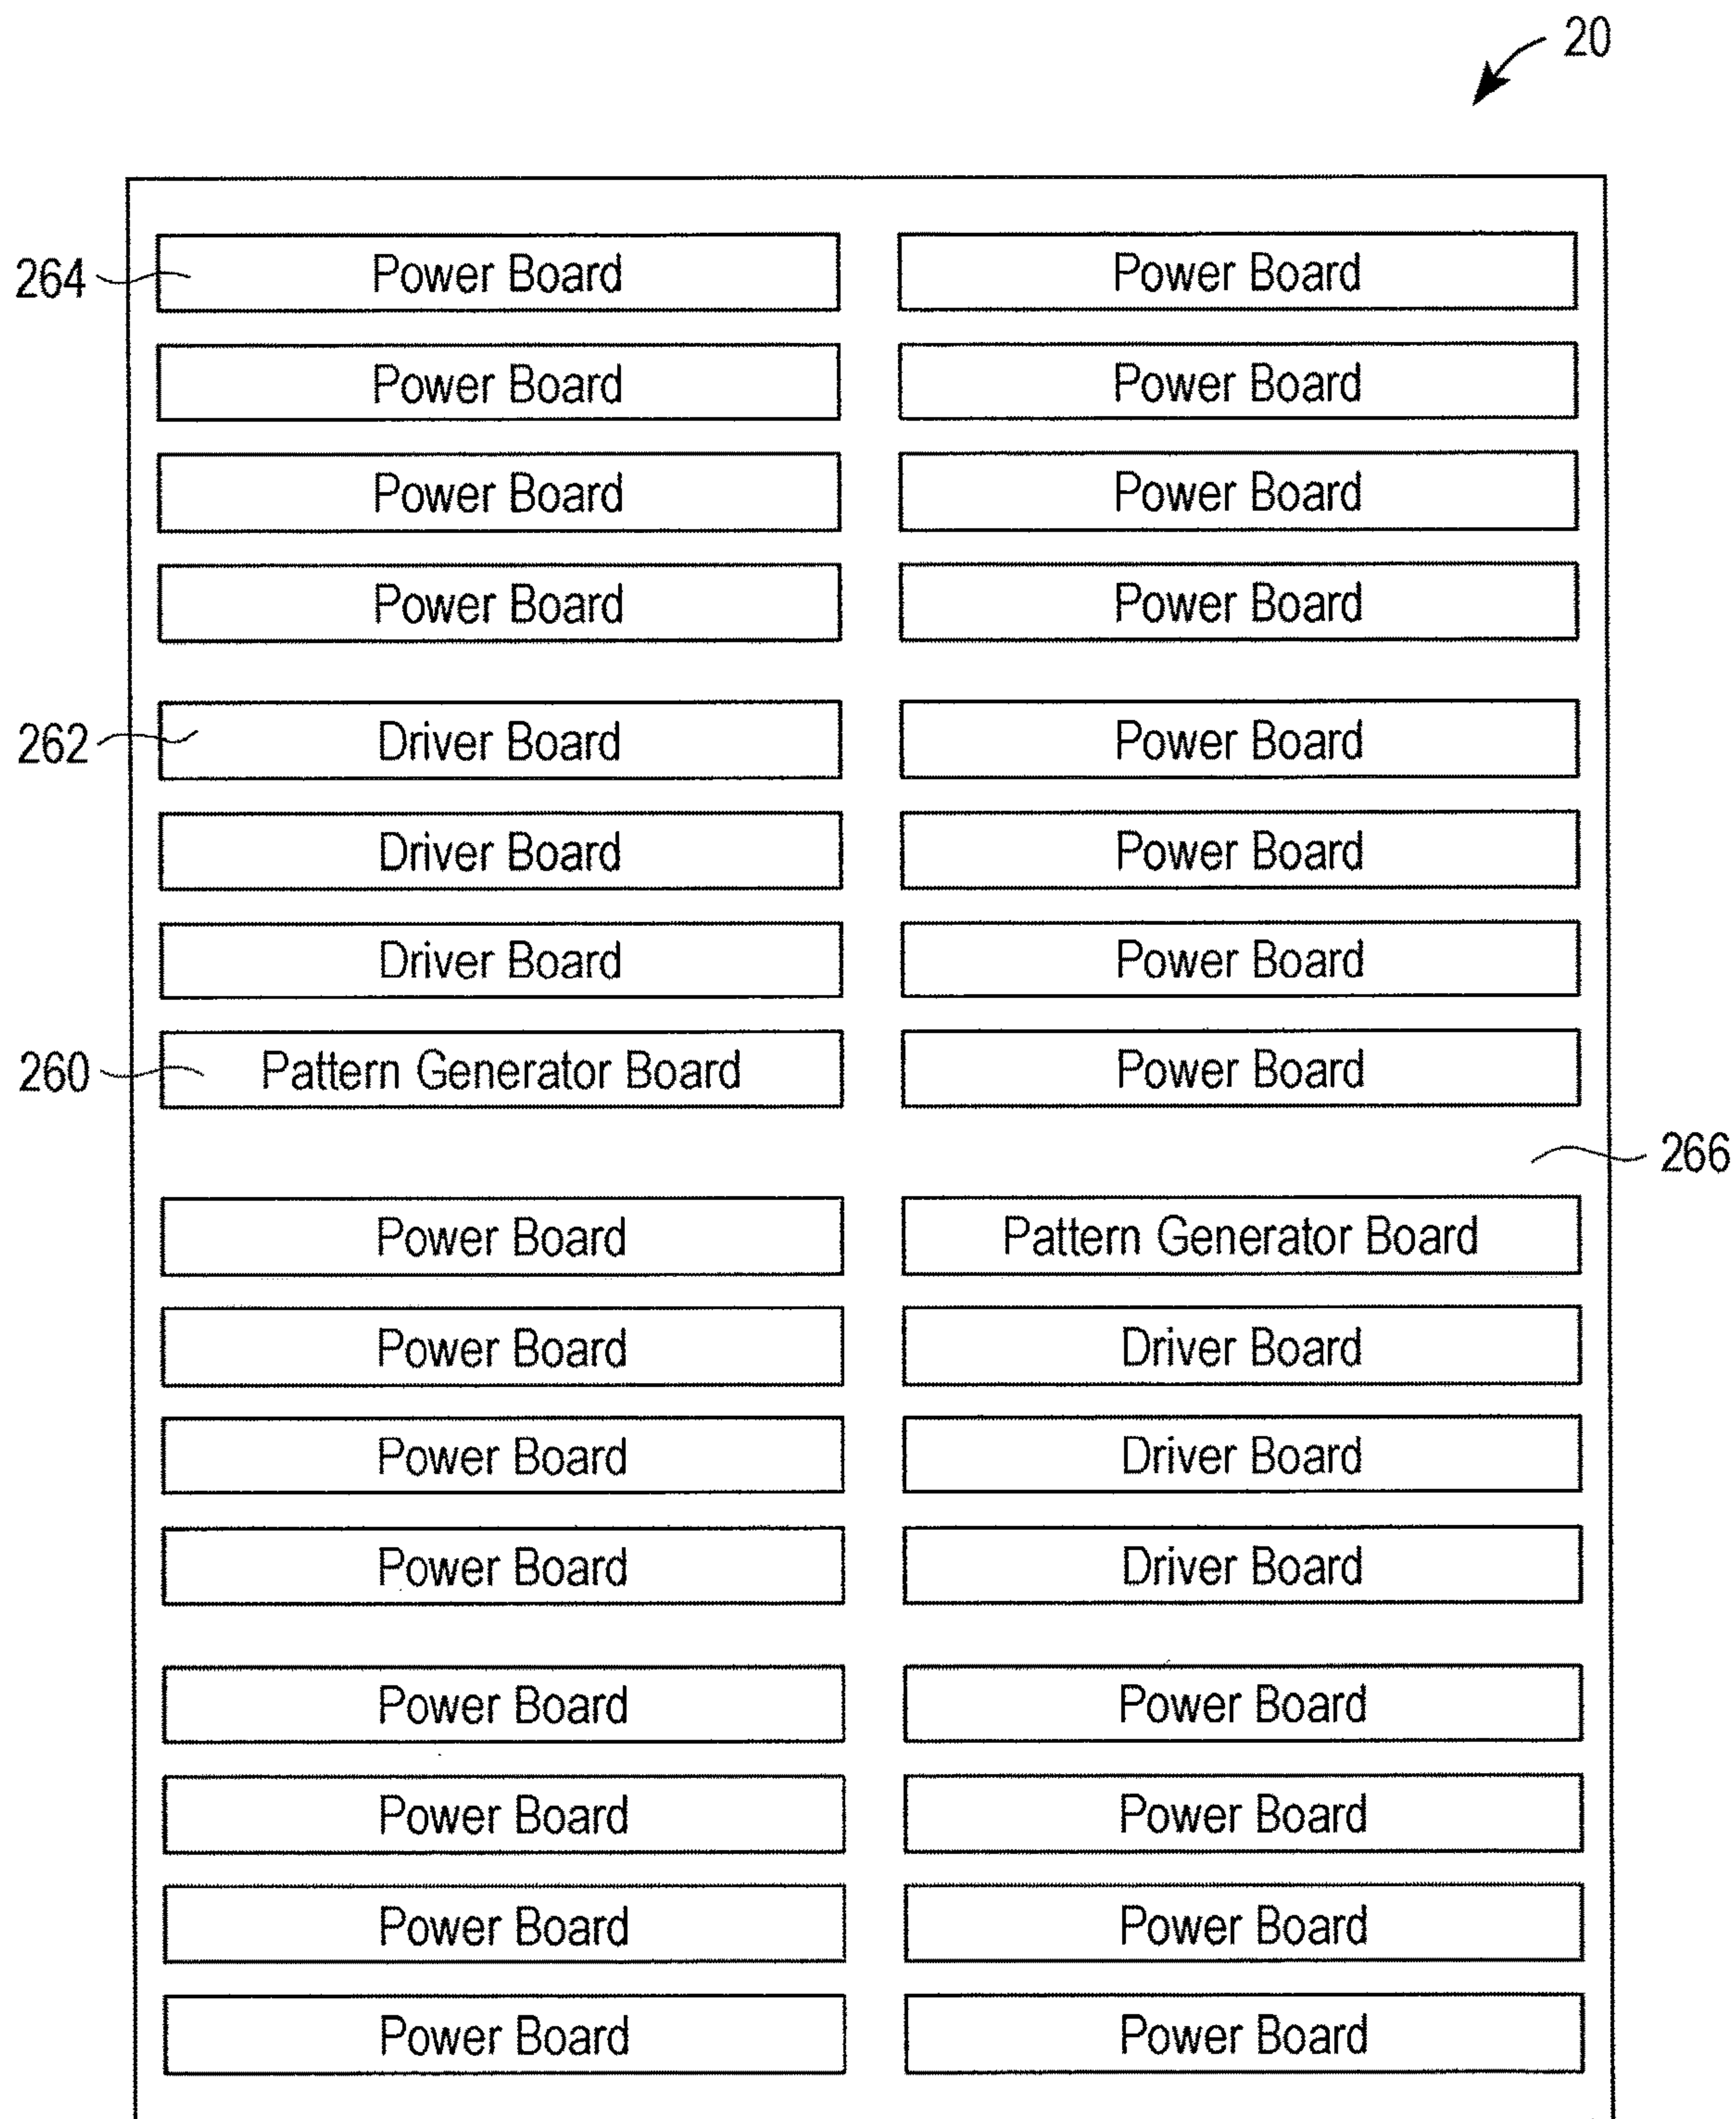 20
264 Power Board Power Board
Power Board Power Board
Power Board Power Board
Power Board Power Board
262 Driver Board Power Board
Driver Board Power Board
Driver Board Power Board
260 Pattern Generator Board Power Board
266
Power Board Pattern Generator Board
Power Board Driver Board
Power Board Driver Board
Power Board Driver Board
Power Board Power Board
Power Board Power Board
Power Board Power Board
Power Board Power Board